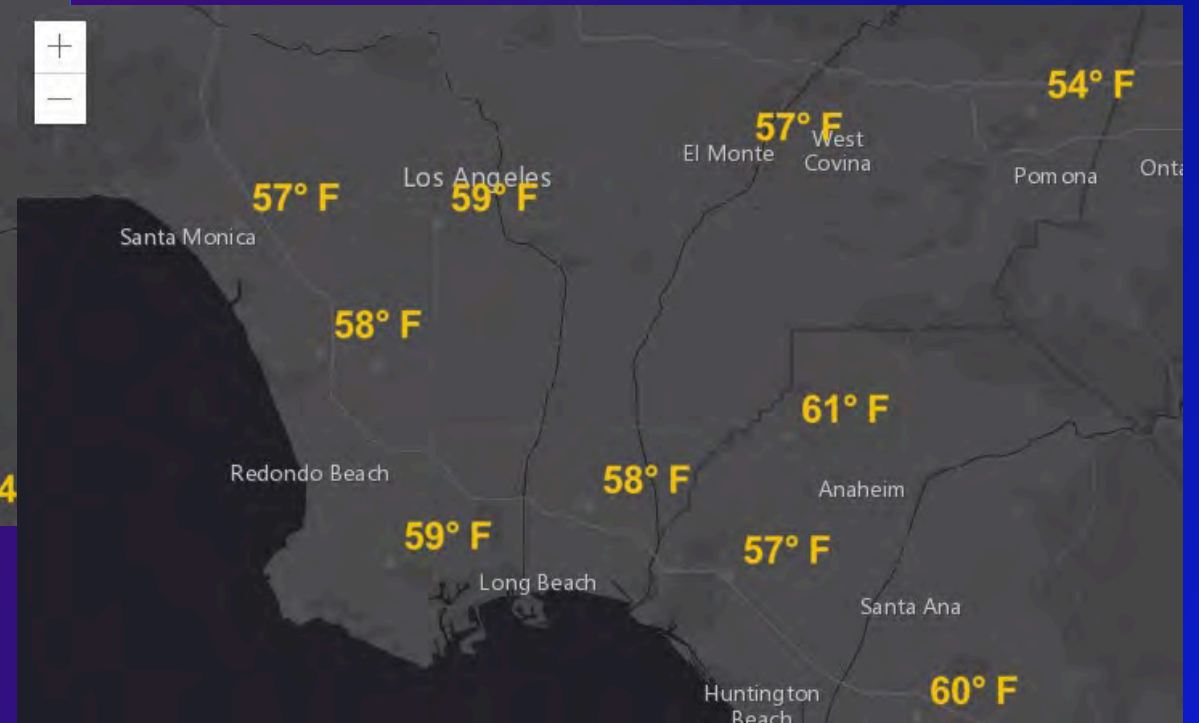 +
−
54° F
57° F
West
Covina
El Monte
Pomona
Los Angeles
57° F
59° F
Santa Monica
58° F
61° F
Redondo Beach
58° F
Anaheim
4
59° F
57° F
Long Beach
Santa Ana
60° F
Huntington
Beach